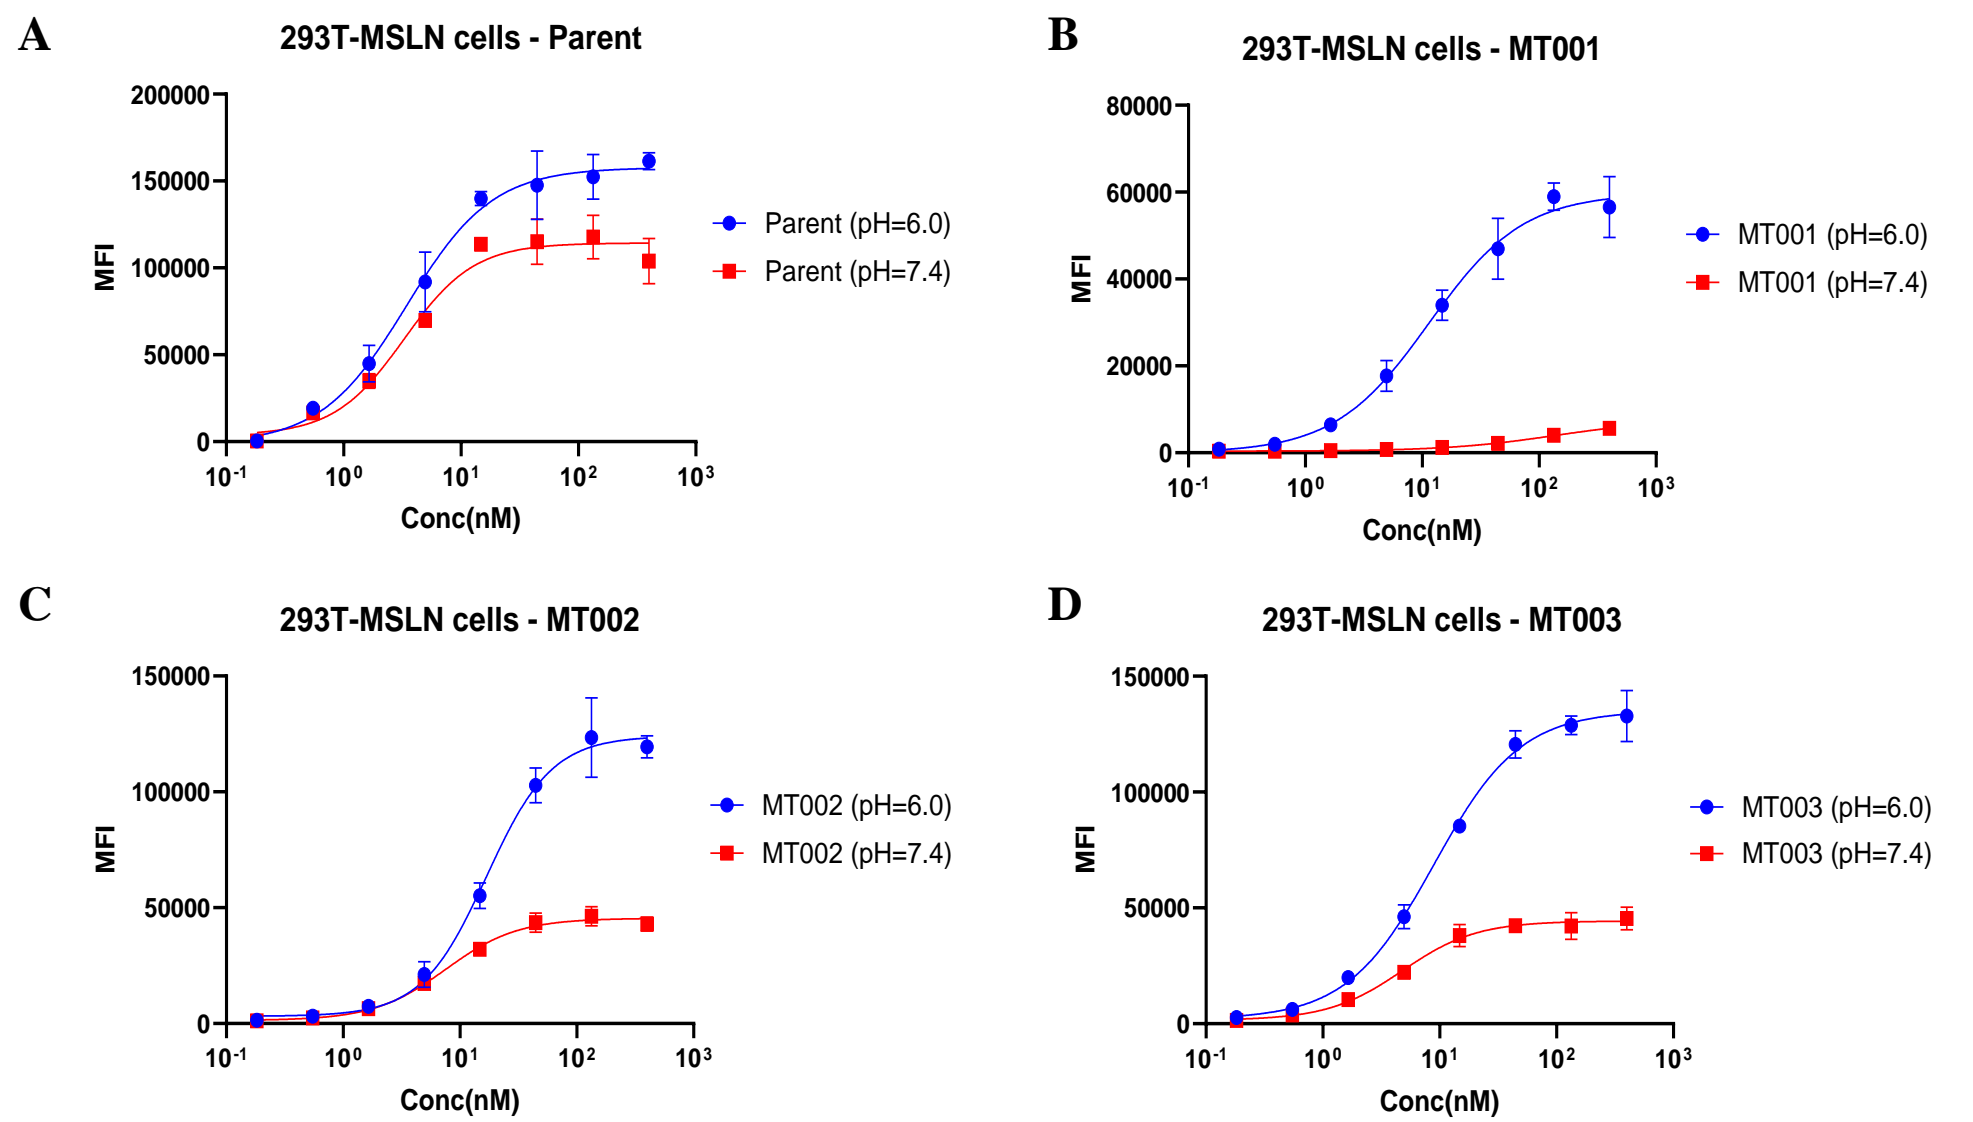 A
293T-MSLN cells - Parent
200000
150000
100000
50000
0
MFI
10-1
100
101
102
103
Conc(nM)
Parent (pH=6.0)
Parent (pH=7.4)
B
293T-MSLN cells - MT001
80000
60000
40000
20000
0
MFI
10-1
100
101
102
103
Conc(nM)
MT001 (pH=6.0)
MT001 (pH=7.4)
C
293T-MSLN cells - MT002
150000
100000
50000
0
MFI
10-1
100
101
102
103
Conc(nM)
MT002 (pH=6.0)
MT002 (pH=7.4)
D
293T-MSLN cells - MT003
150000
100000
50000
0
MFI
10-1
100
101
102
103
Conc(nM)
MT003 (pH=6.0)
MT003 (pH=7.4)